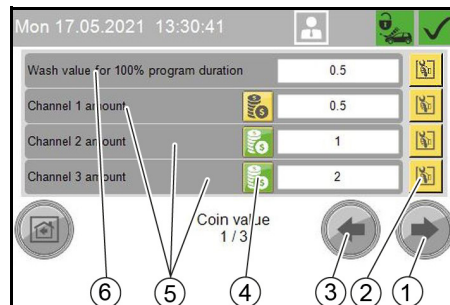 Mon 17.05.2021 13:30:41
Wash value for 100% program duration 0.5
Channel 1 amount 0.5
Channel 2 amount 1
Channel 3 amount 2
Coin value
1 / 3
6 5 4 3 2 1